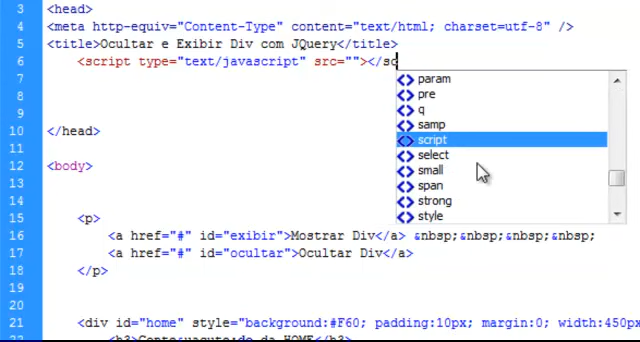 3 <head>
4 <meta http-equiv="Content-Type" content="text/html; charset=utf-8" />
5 <title>Ocultar e Exibir Div com JQuery</title>
6 <script type="text/javascript" src=""></sc
param
7
pre
8
q
9
samp
10 </head>
script
11
select
12 <body>
small
13
span
14
strong
15 <p>
style
16 <a href="#" id="exibir">Mostrar Div</a> &nbsp;&nbsp;&nbsp;&nbsp;
17 <a href="#" id="ocultar">Ocultar Div</a>
18 </p>
19
20
21 <div id="home" style="background:#F60; padding:10px; margin:0; width:450px